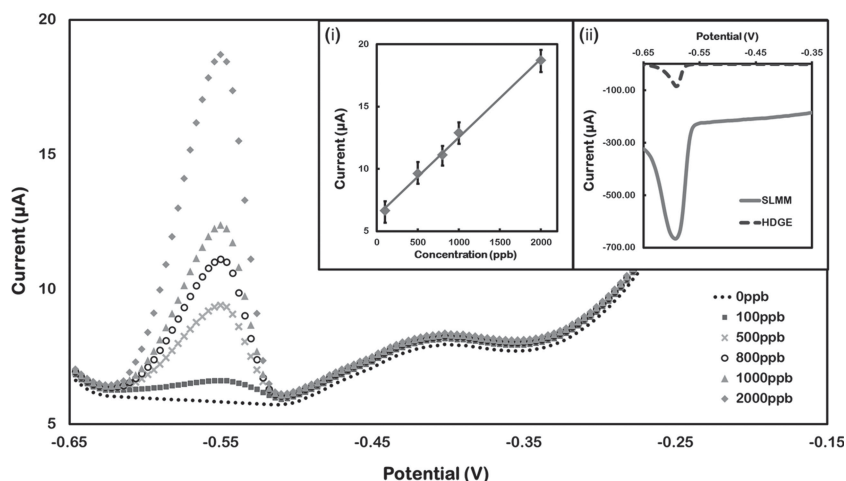 20
15
10
5
Current (µA)
-0.65
-0.55
-0.45
-0.35
-0.25
-0.15
Potential (V)
(i)
20
15
10
5
Current (µA)
0
500
1000
1500
2000
Concentration (ppb)
(ii)
Potential (V)
-0.65
-0.55
-0.45
-0.35
-100.00
-300.00
-500.00
-700.00
Current (µA)
SLMM
HDGE
0ppb
100ppb
500ppb
800ppb
1000ppb
2000ppb